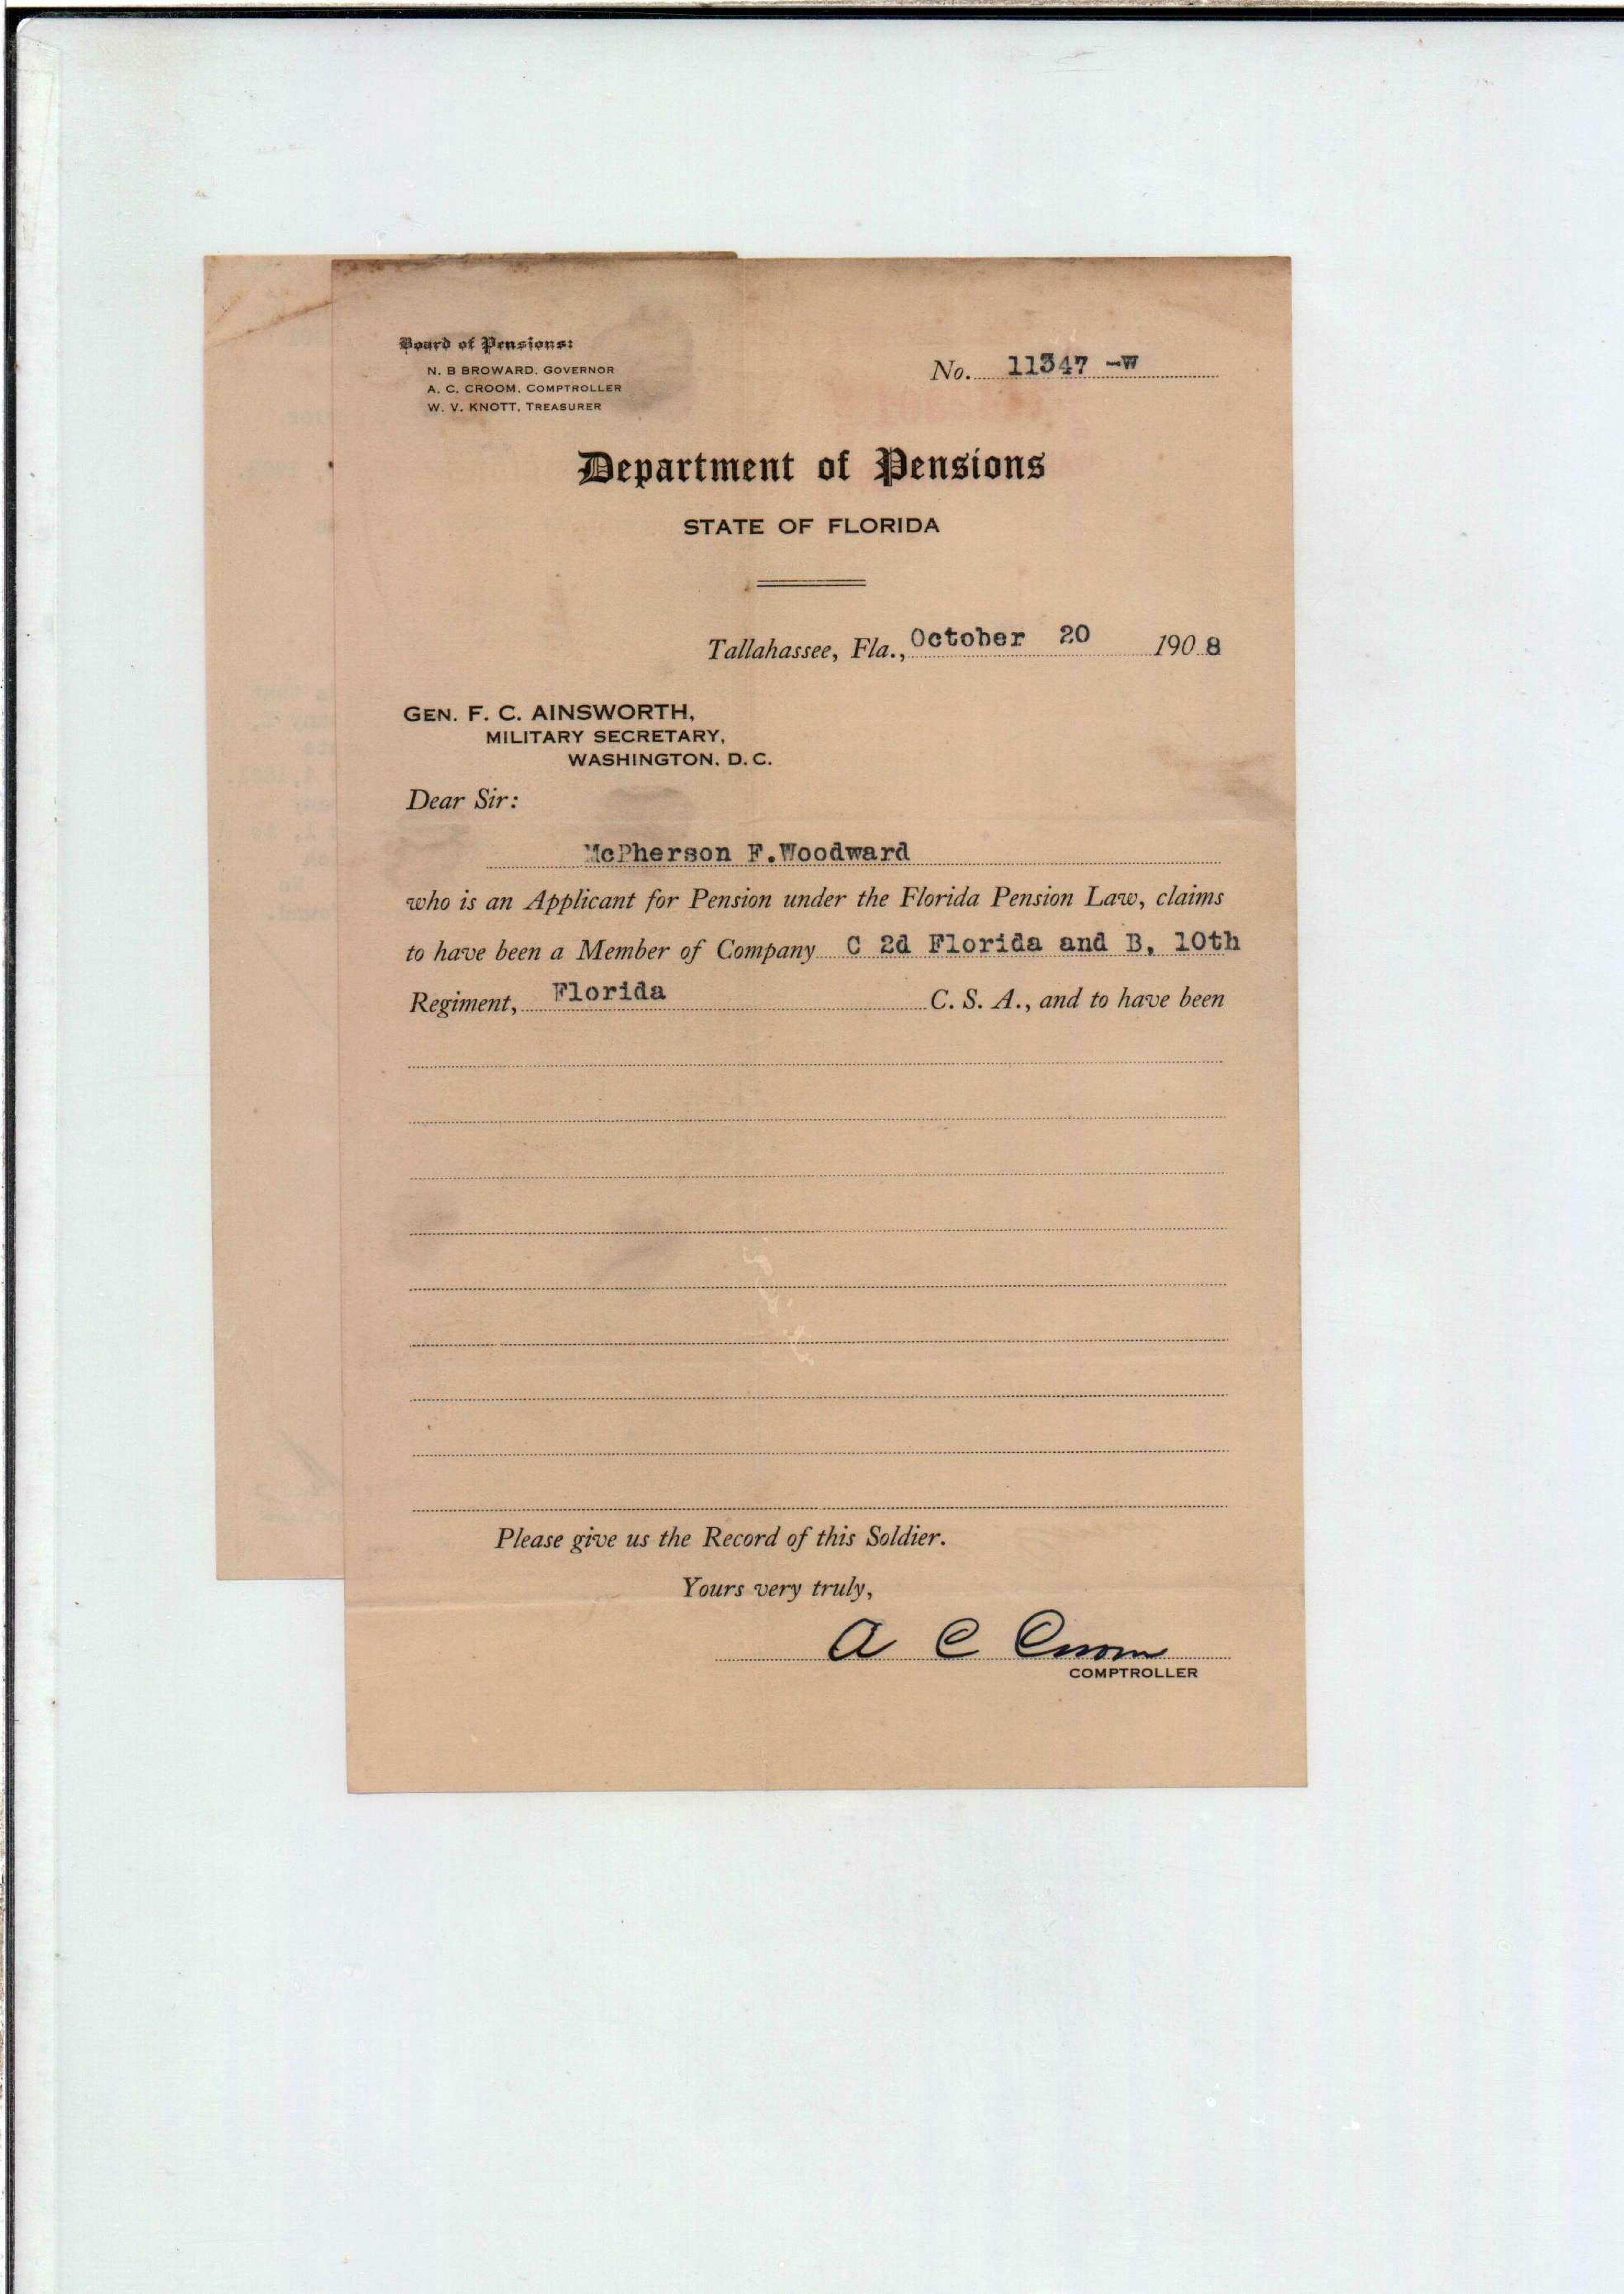 Board of Pensions:
N. B BROWARD, GOVERNOR
A. C. CROOM, COMPTROLLER
W. V. KNOTT, TREASURER
No. 11347 -W
Department of Pensions
STATE OF FLORIDA
Tallahassee, Fla., October 20 1908
GEN. F. C. AINSWORTH,
MILITARY SECRETARY,
WASHINGTON, D. C.
Dear Sir:
McPherson F.Woodward
who is an Applicant for Pension under the Florida Pension Law, claims
to have been a Member of Company C 2d Florida and B, 10th
Regiment, Florida C. S. A., and to have been
Please give us the Record of this Soldier.
Yours very truly,
A C Croom
COMPTROLLER